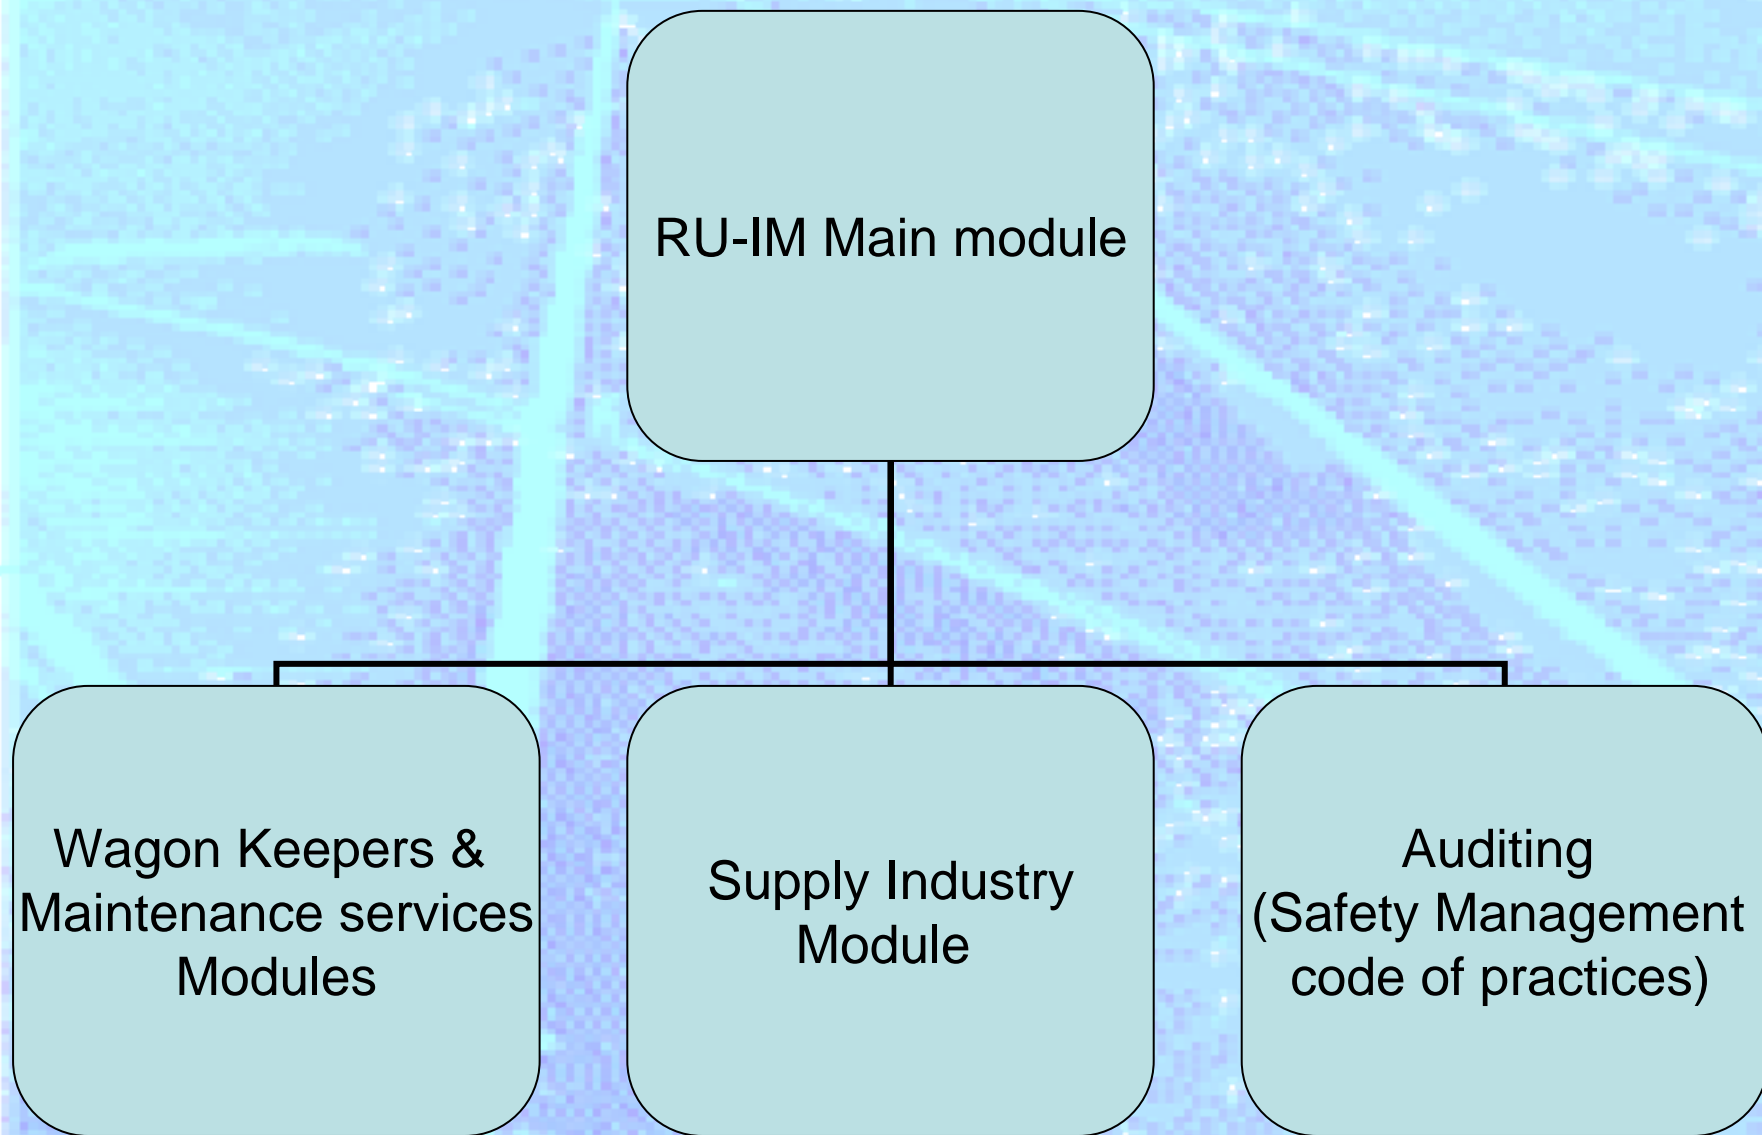 RU-IM Main module
Wagon Keepers &
Maintenance services
Modules
Supply Industry
Module
Auditing
(Safety Management
code of practices)